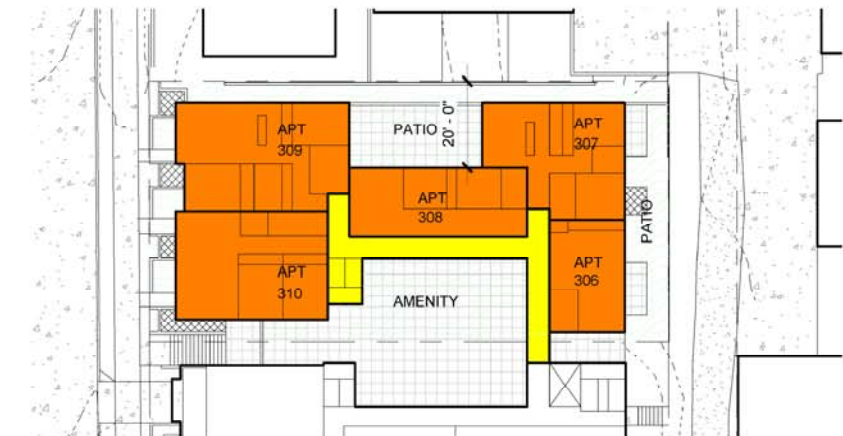 APT
309
PATIO
20' - 0"
APT
307
APT
308
PATIO
APT
310
AMENITY
APT
306